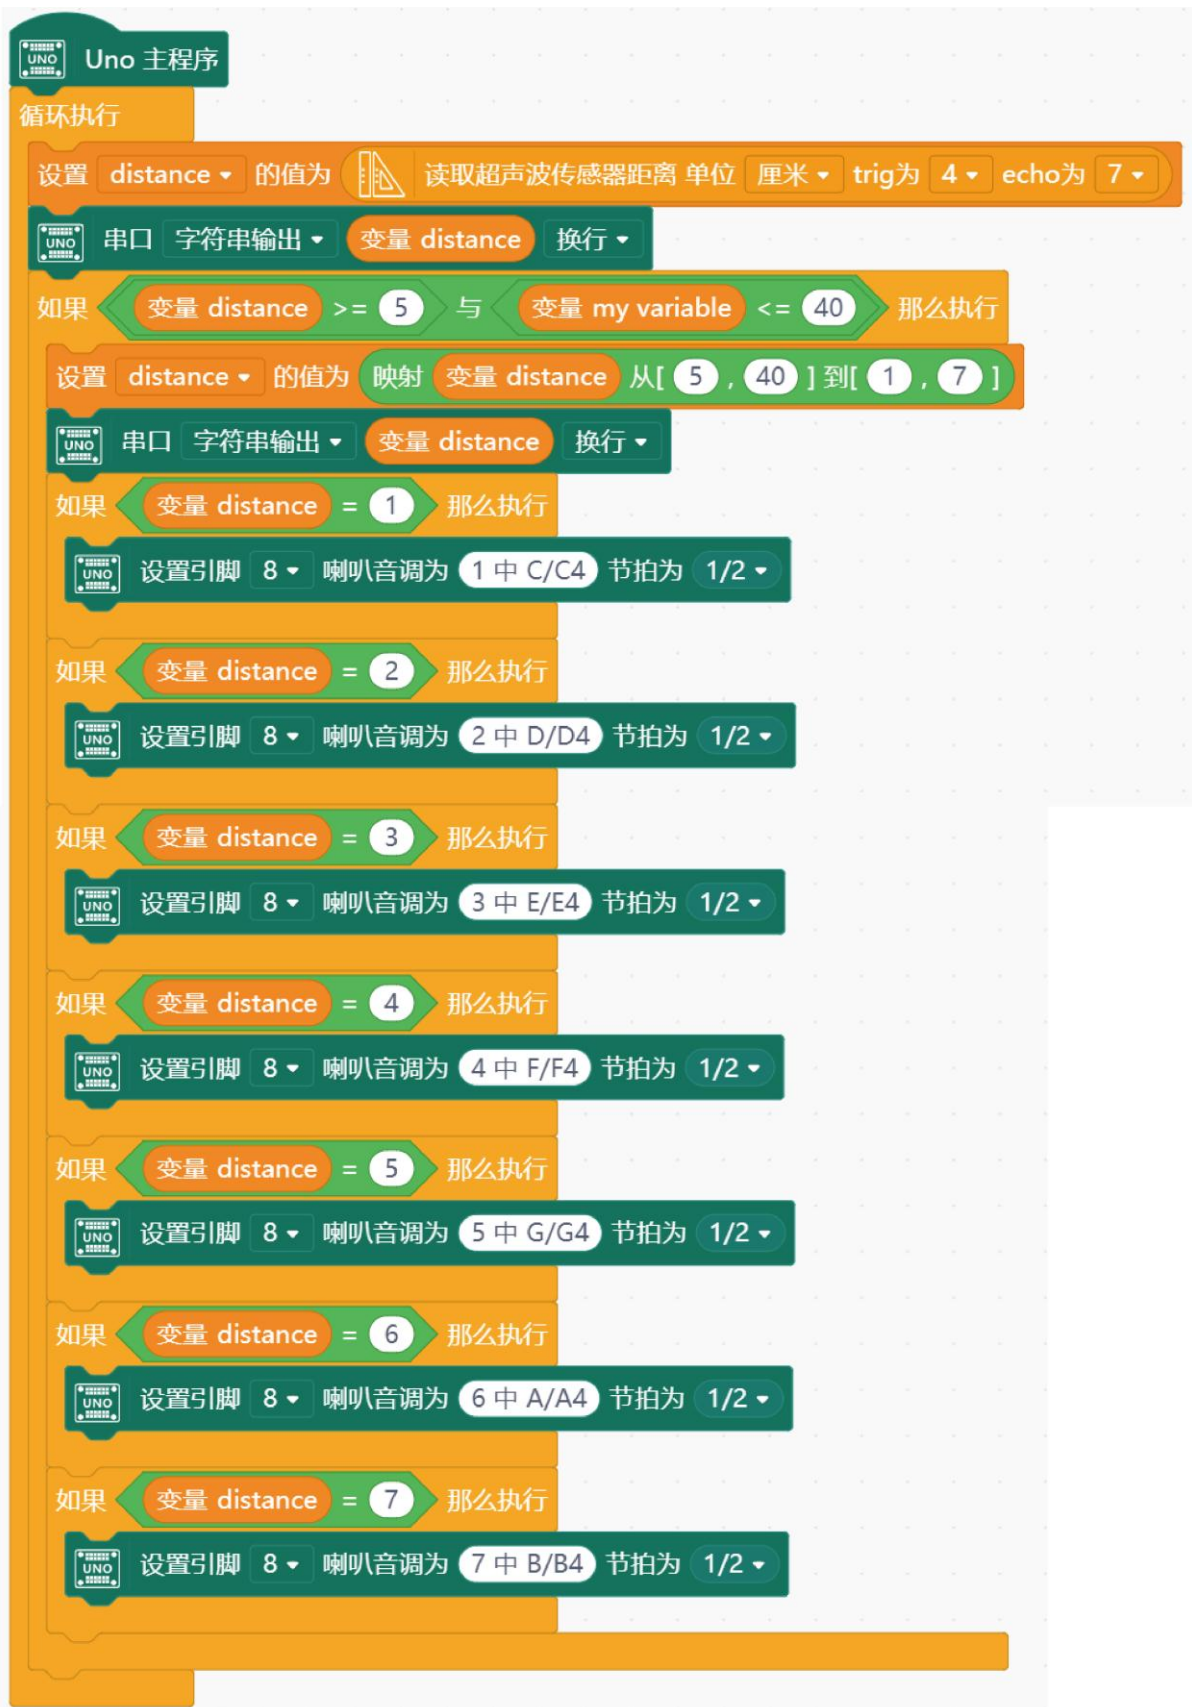 UNO Uno 主程序
循环执行
设置 distance 的值为 读取超声波传感器距离 单位 厘米 trig为 4 echo为 7
UNO 串口 字符串输出 变量 distance 换行
如果 变量 distance >= 5 与 变量 my variable <= 40 那么执行
设置 distance 的值为 映射 变量 distance 从[ 5 , 40 ] 到[ 1 , 7 ]
UNO 串口 字符串输出 变量 distance 换行
如果 变量 distance = 1 那么执行
UNO 设置引脚 8 喇叭音调为 1 中 C/C4 节拍为 1/2
如果 变量 distance = 2 那么执行
UNO 设置引脚 8 喇叭音调为 2 中 D/D4 节拍为 1/2
如果 变量 distance = 3 那么执行
UNO 设置引脚 8 喇叭音调为 3 中 E/E4 节拍为 1/2
如果 变量 distance = 4 那么执行
UNO 设置引脚 8 喇叭音调为 4 中 F/F4 节拍为 1/2
如果 变量 distance = 5 那么执行
UNO 设置引脚 8 喇叭音调为 5 中 G/G4 节拍为 1/2
如果 变量 distance = 6 那么执行
UNO 设置引脚 8 喇叭音调为 6 中 A/A4 节拍为 1/2
如果 变量 distance = 7 那么执行
UNO 设置引脚 8 喇叭音调为 7 中 B/B4 节拍为 1/2